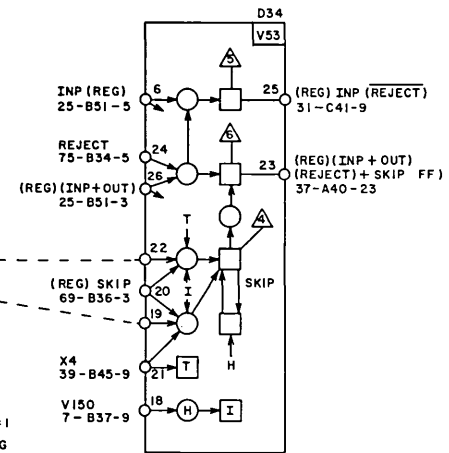 D34
V53
5
INP (REG) 6 25 (REG) INP (REJECT)
25-B51-5 31-C41-9
6
REJECT 24
75-B34-5 23 (REG)(INP + OUT)
26 (REJECT) + SKIP FF)
(REG)(INP+OUT) 37-A40-23
25-B51-3
4
T
22
(REG) SKIP I SKIP
69-B36-3 20
19
X4 T H
39-B45-9 21
V150 18 H I
7-B37-9
G